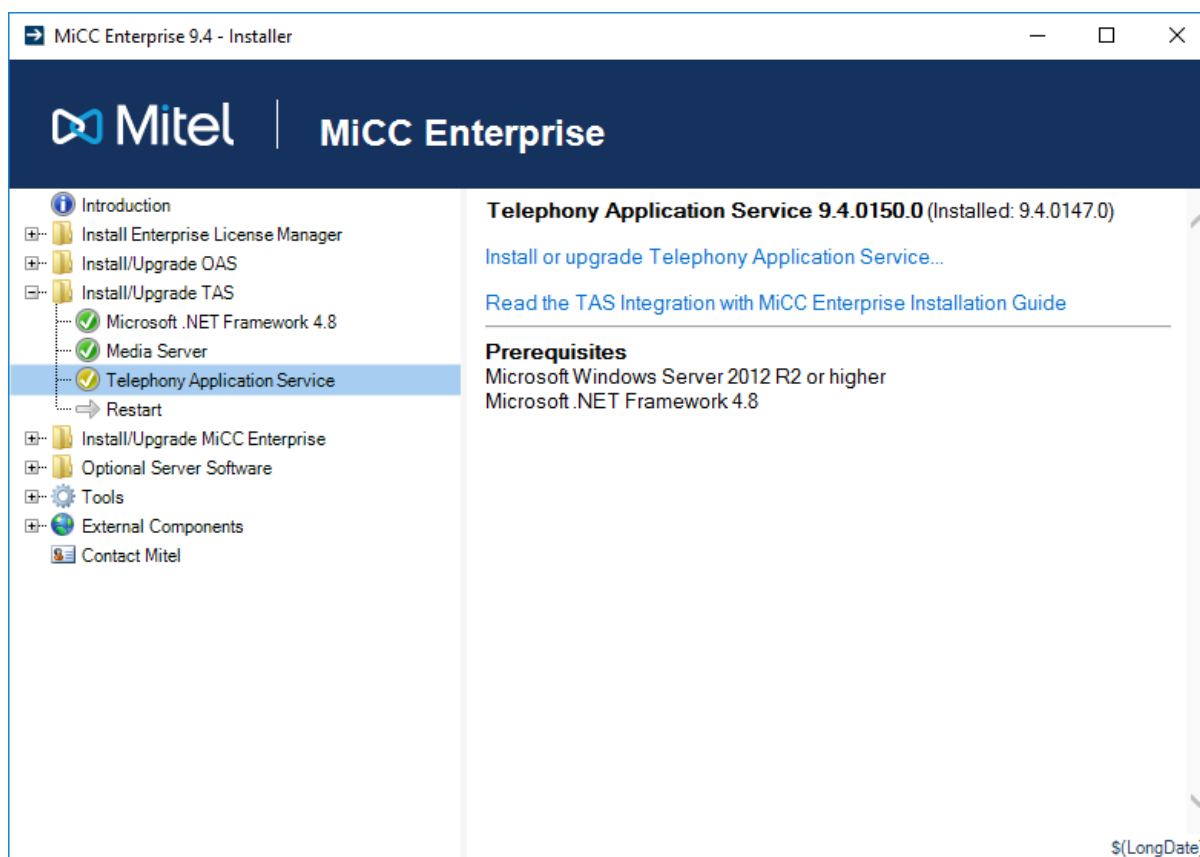 MiCC Enterprise 9.4 - Installer
Mitel
MiCC Enterprise
Introduction
Install Enterprise License Manager
Install/Upgrade OAS
Install/Upgrade TAS
Microsoft .NET Framework 4.8
Media Server
Telephony Application Service
Restart
Install/Upgrade MiCC Enterprise
Optional Server Software
Tools
External Components
Contact Mitel
Telephony Application Service 9.4.0150.0 (Installed: 9.4.0147.0)
Install or upgrade Telephony Application Service...
Read the TAS Integration with MiCC Enterprise Installation Guide
Prerequisites
Microsoft Windows Server 2012 R2 or higher
Microsoft .NET Framework 4.8
$(LongDate)